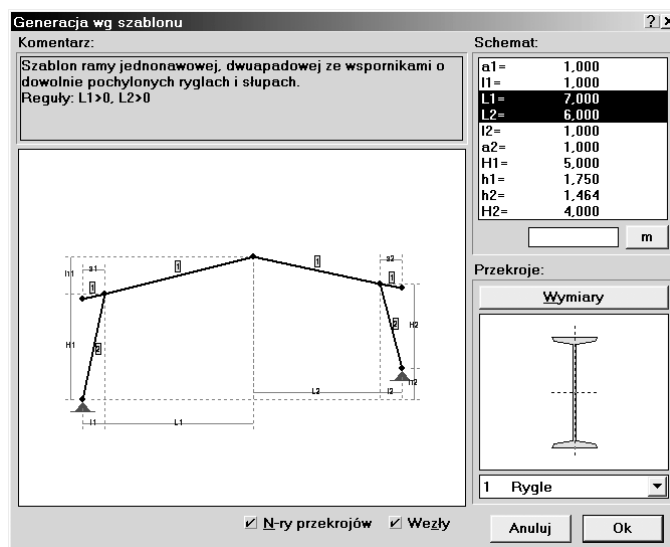 Generacja wg szablonu
Komentarz:
Szablon ramy jednonawowej, dwuapadowej ze wspornikami o
dowolnie pochylonych ryglach i słupach.
Reguły: L1>0, L2>0
Schemat:
a1= 1,000
l1= 1,000
L1= 7,000
L2= 6,000
l2= 1,000
a2= 1,000
H1= 5,000
h1= 1,750
h2= 1,464
H2= 4,000
m
Przekroje:
Wymiary
1 Rygle
h1
a1
1
1
1
a2
1
H1
2
2
H2
h2
l1
L1
L2
l2
N-ry przekrojów
Węzły
Anuluj
Ok